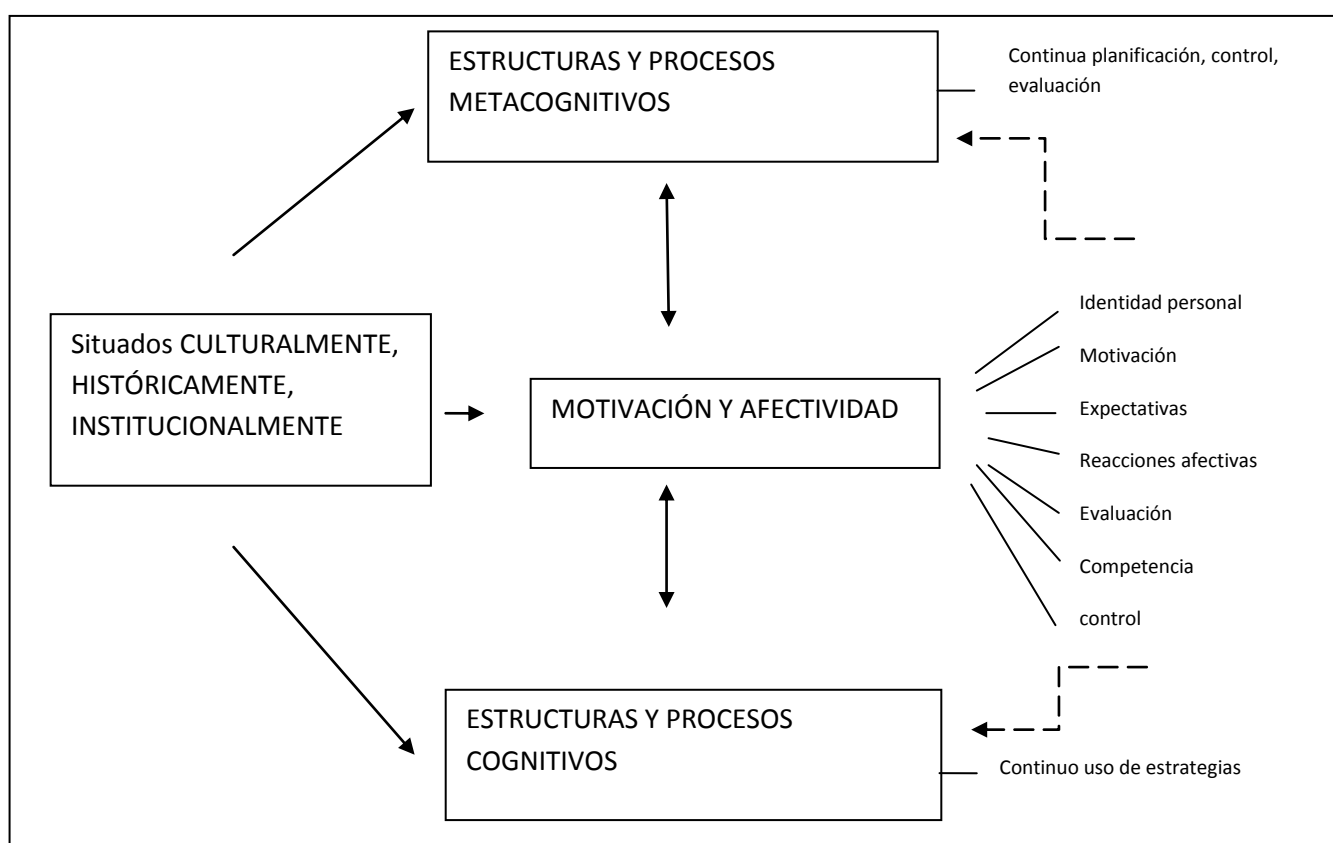 ESTRUCTURAS Y PROCESOS
METACOGNITIVOS
Continua planificación, control,
evaluación
Situados CULTURALMENTE,
HISTÓRICAMENTE,
INSTITUCIONALMENTE
MOTIVACIÓN Y AFECTIVIDAD
Identidad personal
Motivación
Expectativas
Reacciones afectivas
Evaluación
Competencia
control
ESTRUCTURAS Y PROCESOS
COGNITIVOS
Continuo uso de estrategias